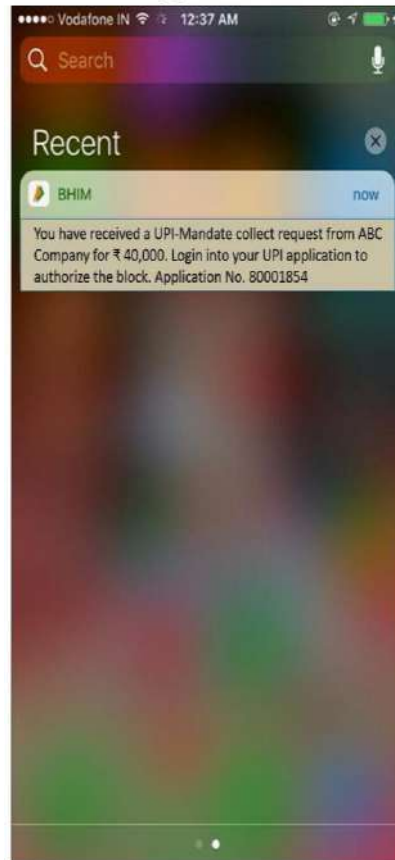 Vodafone IN 12:37 AM
Search
Recent
BHIM now
You have received a UPI-Mandate collect request from ABC
Company for ₹ 40,000. Login into your UPI application to
authorize the block. Application No. 80001854